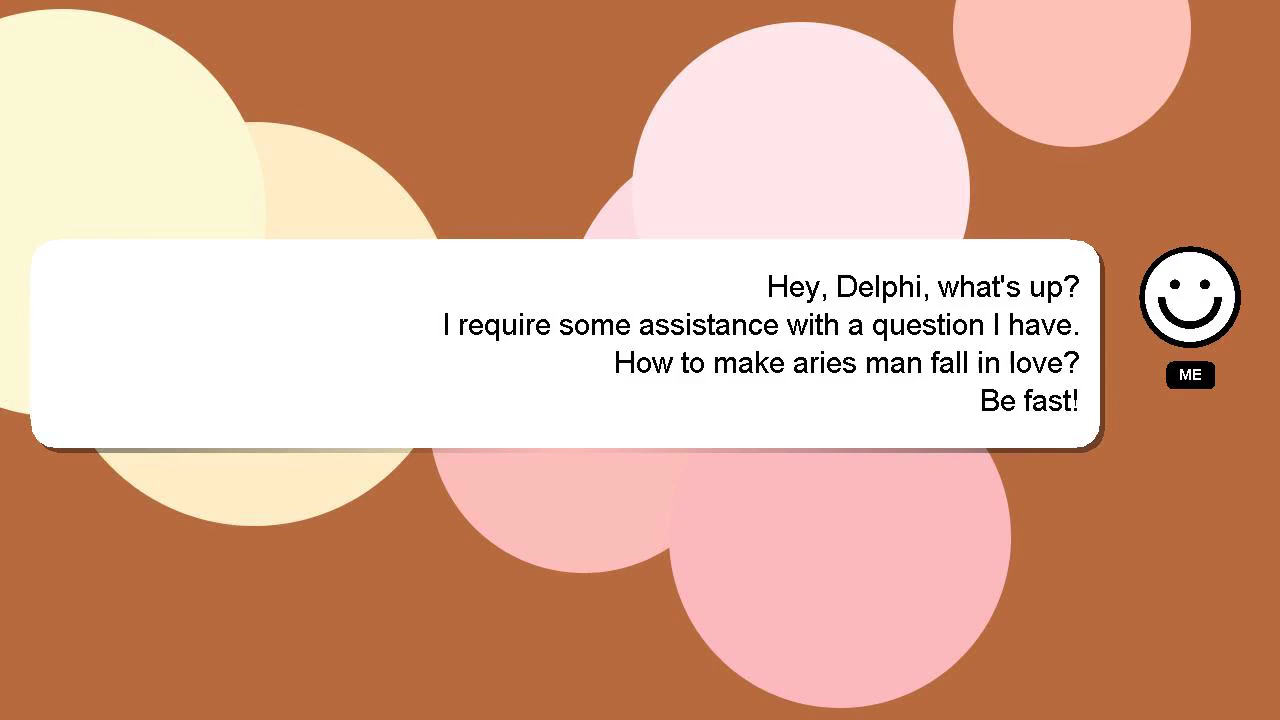 Hey, Delphi, what's up?
I require some assistance with a question I have.
How to make aries man fall in love?
Be fast!
ME